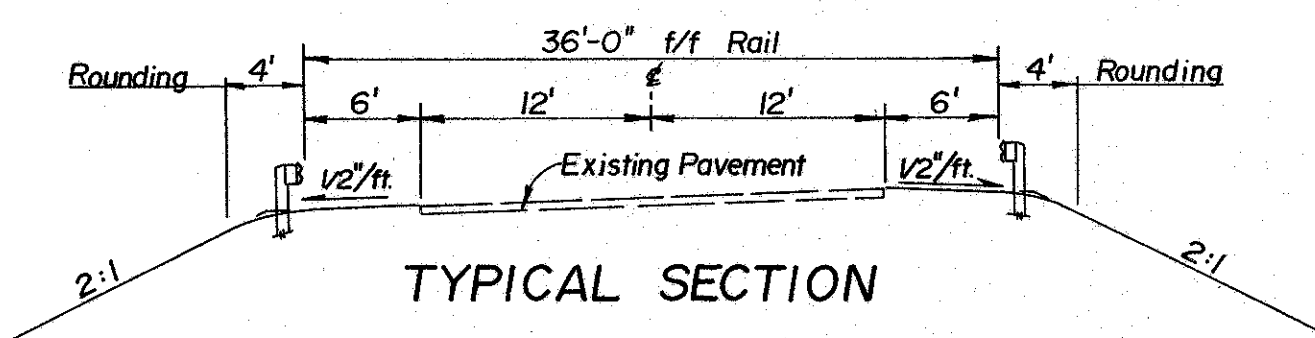 36'-0" f/f Rail
Rounding 4' ℄ 4' Rounding
6' 12' 12' 6'
Existing Pavement
1/2"/ft. 1/2"/ft.
2:1 2:1
TYPICAL SECTION